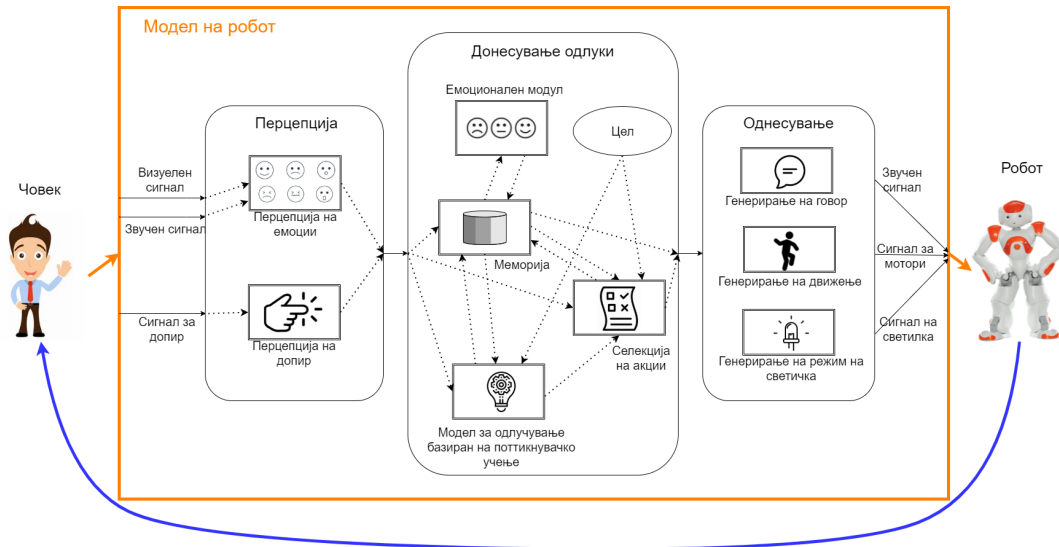 Модел на робот
Донесување одлуки
Емоционален модул
Цел
Перцепција
Однесување
Човек
Визуелен
сигнал
Звучен сигнал
Перцепција на
емоции
Меморија
Генерирање на говор
Звучен
сигнал
Робот
Сигнал за
мотори
Генерирање на движење
Сигнал за
допир
Перцепција на
допир
Селекција
на акции
Сигнал на
светилка
Генерирање на режим на
светичка
Модел за одлучување
базиран на поттикнувачко
учење